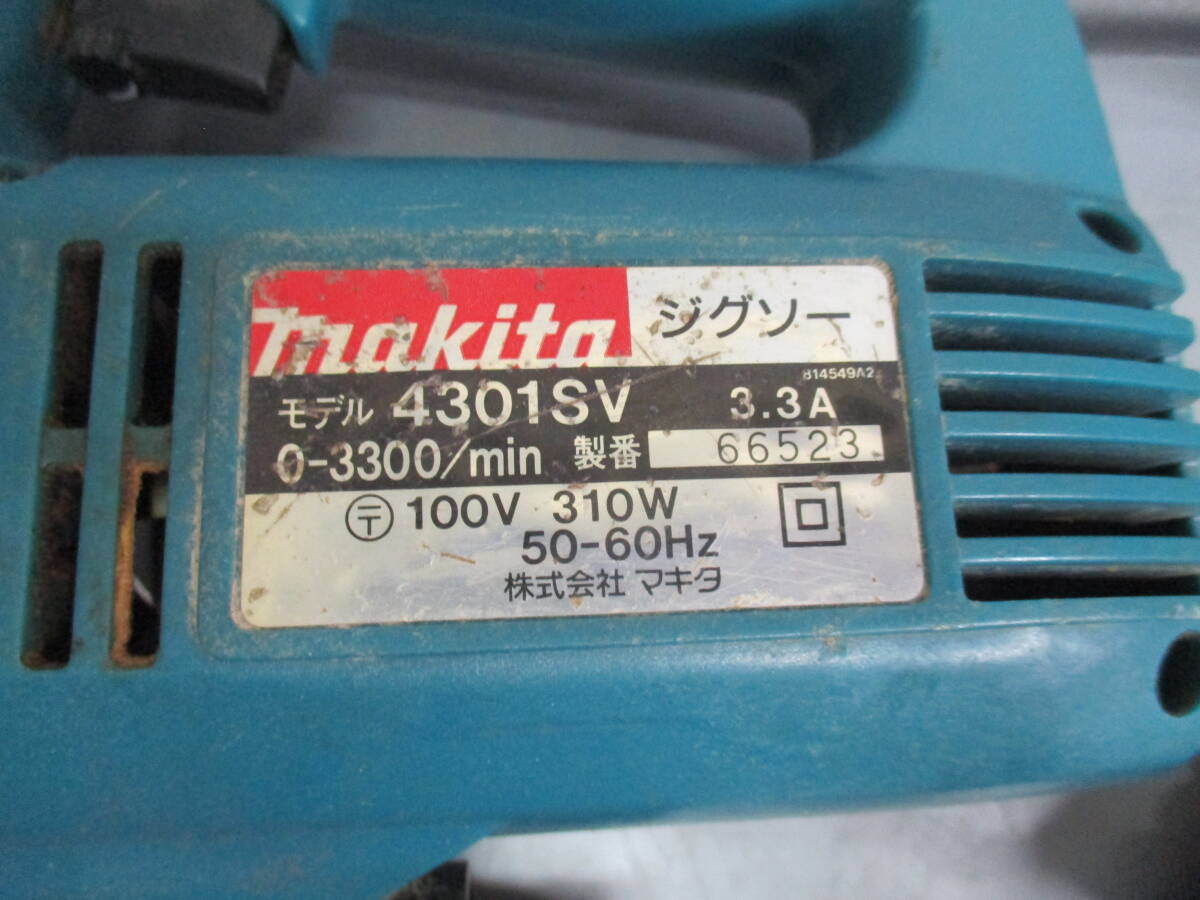 makita ジグソー
814549A2
モデル 4301SV 3.3A
0-3300/min 製番 66523
〶 100V 310W
50-60Hz
株式会社 マキタ